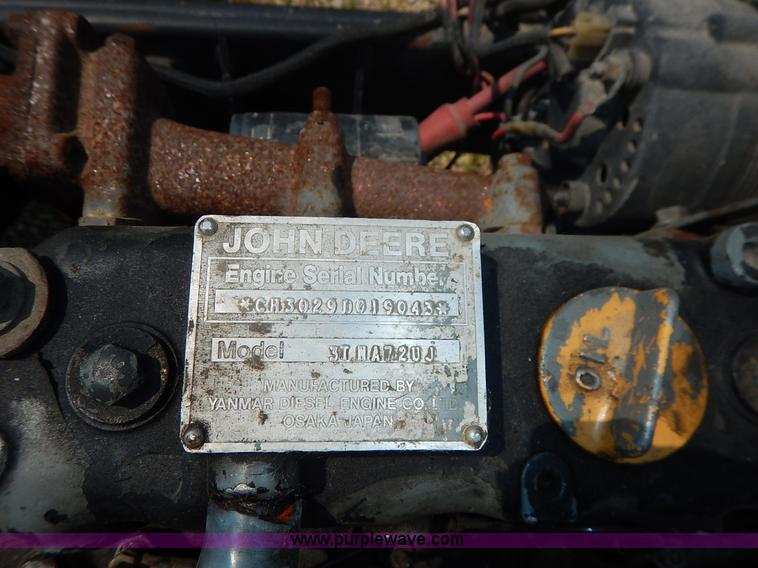 JOHN DEERE
Engine Serial Number
*CH3029D019043*
Model 3TNA72UJ
MANUFACTURED BY
YANMAR DIESEL ENGINE CO. LTD.
OSAKA JAPAN
OIL
www.purplewave.com